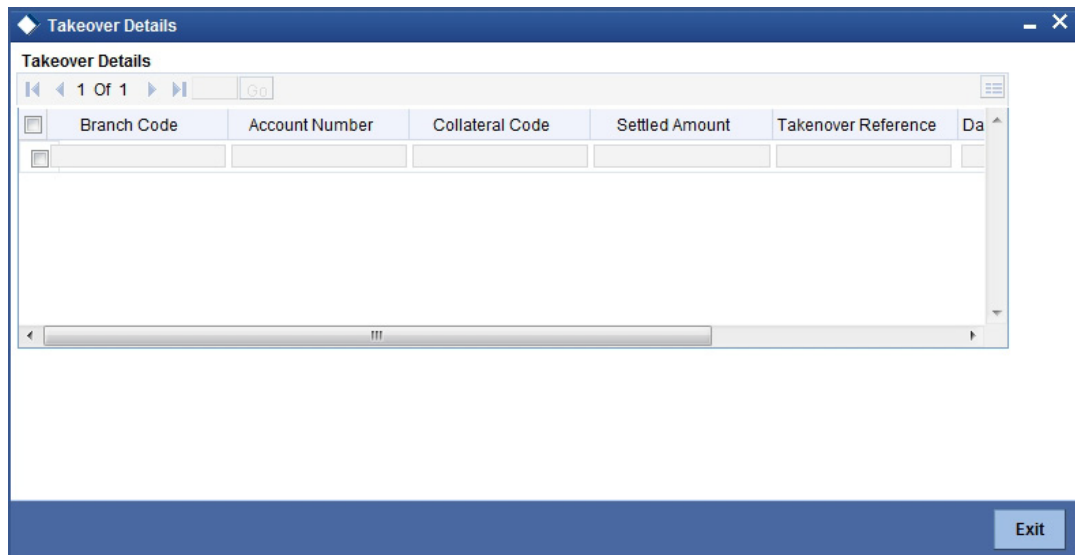 Takeover Details
Takeover Details
1 Of 1 Go
Branch Code Account Number Collateral Code Settled Amount Takenover Reference Da
Exit